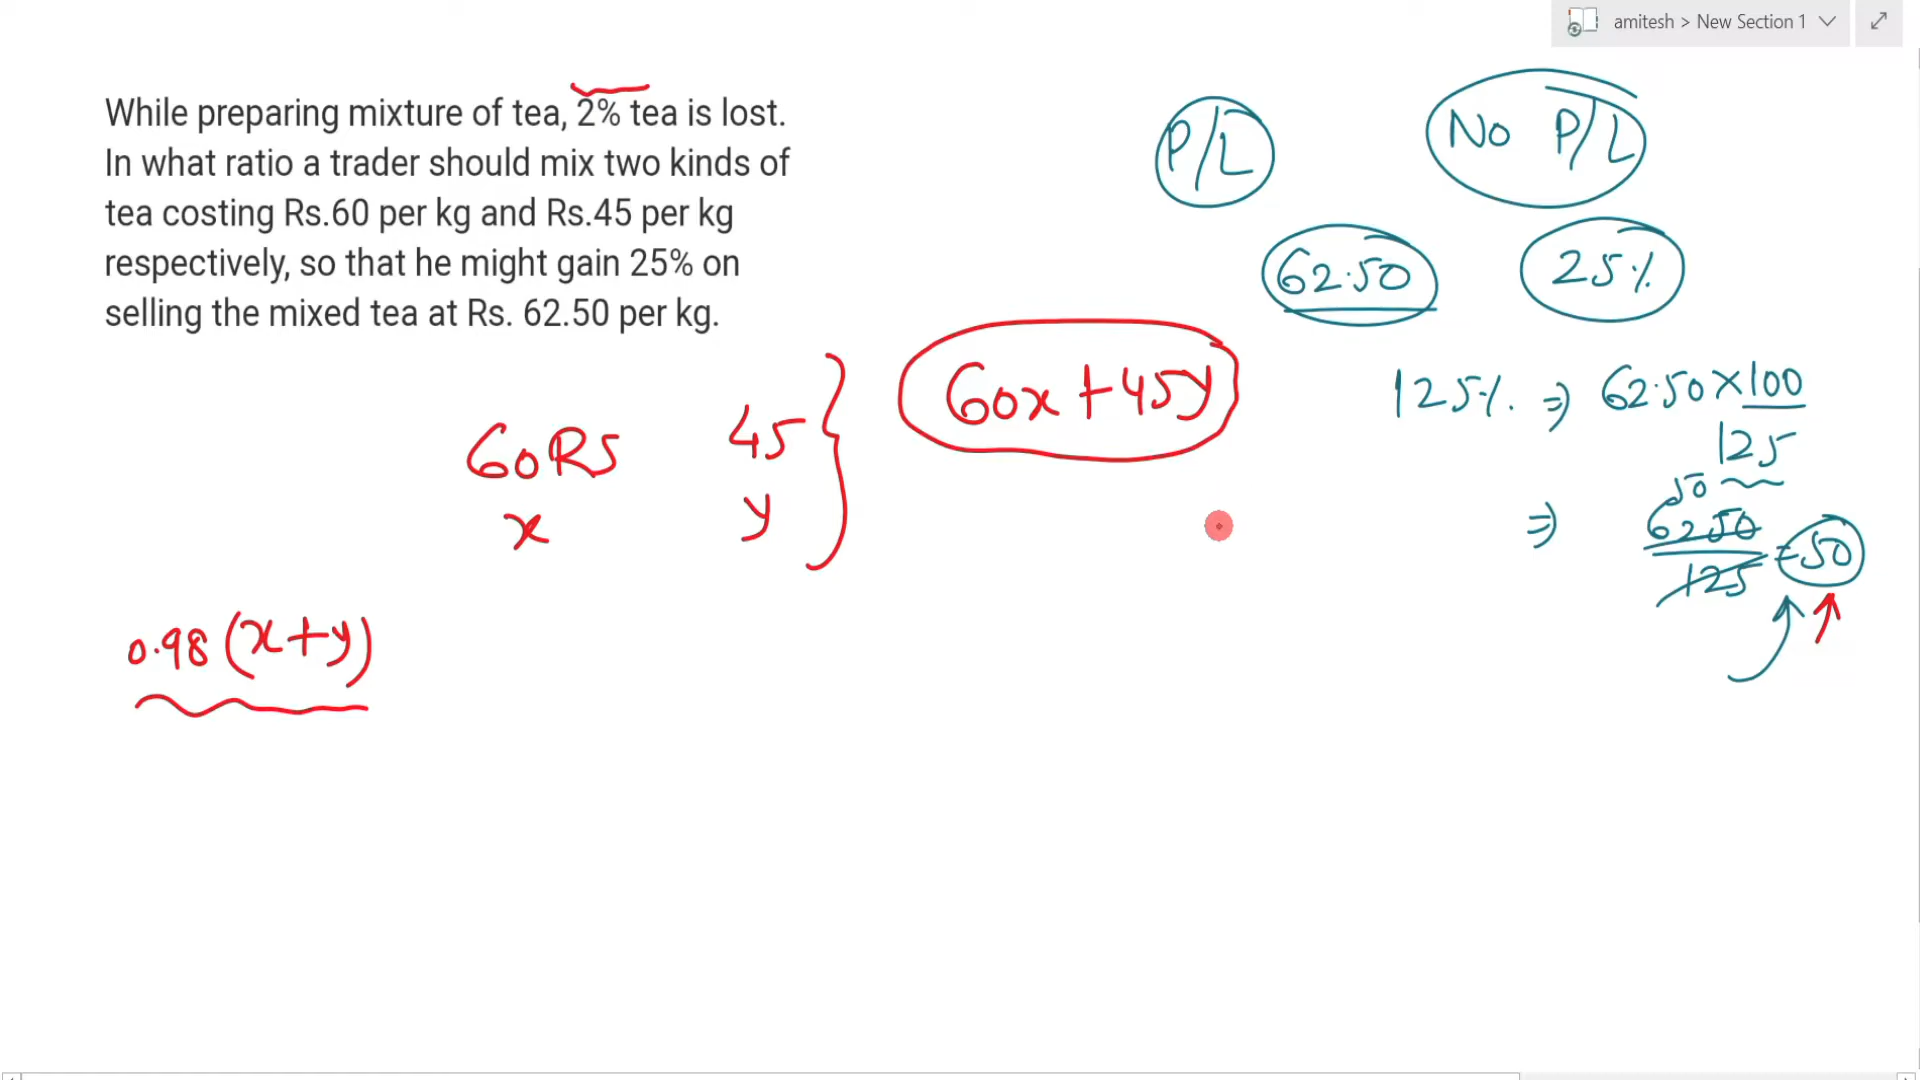 amitesh > New Section 1
While preparing mixture of tea, 2% tea is lost.
In what ratio a trader should mix two kinds of
tea costing Rs.60 per kg and Rs.45 per kg
respectively, so that he might gain 25% on
selling the mixed tea at Rs. 62.50 per kg.
P/L
No P/L
62.50
25%
60x+45y
125% ⇒ 62.50×100
125
60RS 45
x y
50
⇒ 6250
125
=50
0.98(x+y)